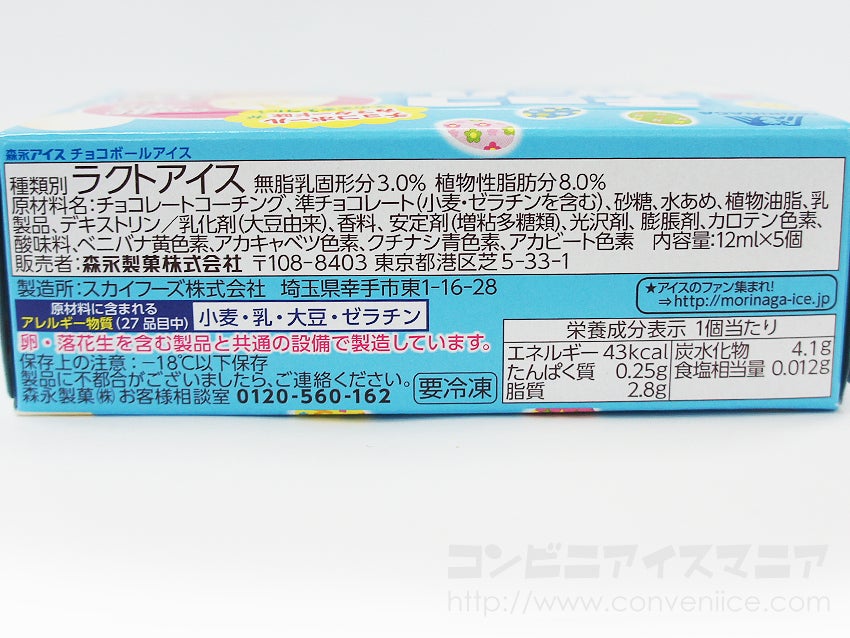 チョコボール
森永アイス チョコボールアイス
種類別 ラクトアイス 無脂乳固形分3.0% 植物性脂肪分8.0%
原材料名:チョコレートコーチング、準チョコレート(小麦・ゼラチンを含む)、砂糖、水あめ、植物油脂、乳
製品、デキストリン/乳化剤(大豆由来)、香料、安定剤(増粘多糖類)、光沢剤、膨脹剤、カロテン色素、
酸味料、ベニバナ黄色素、アカキャベツ色素、クチナシ青色素、アカビート色素 内容量:12ml×5個
販売者:森永製菓株式会社 〒108-8403 東京都港区芝5-33-1
製造所:スカイフーズ株式会社 埼玉県幸手市東1-16-28
★アイスのファン集まれ!
⇒http://morinaga-ice.jp
原材料に含まれる
アレルギー物質(27品目中)
小麦・乳・大豆・ゼラチン
卵・落花生を含む製品と共通の設備で製造しています。
保存上の注意:-18℃以下保存
製品に不都合がございましたら、ご連絡ください。
森永製菓(株)お客様相談室 0120-560-162
要冷凍
栄養成分表示 1個当たり
エネルギー 43kcal 炭水化物 4.1g
たんぱく質 0.25g 食塩相当量 0.012g
脂質 2.8g
コンビニアイスマニア
http://www.conveniice.com